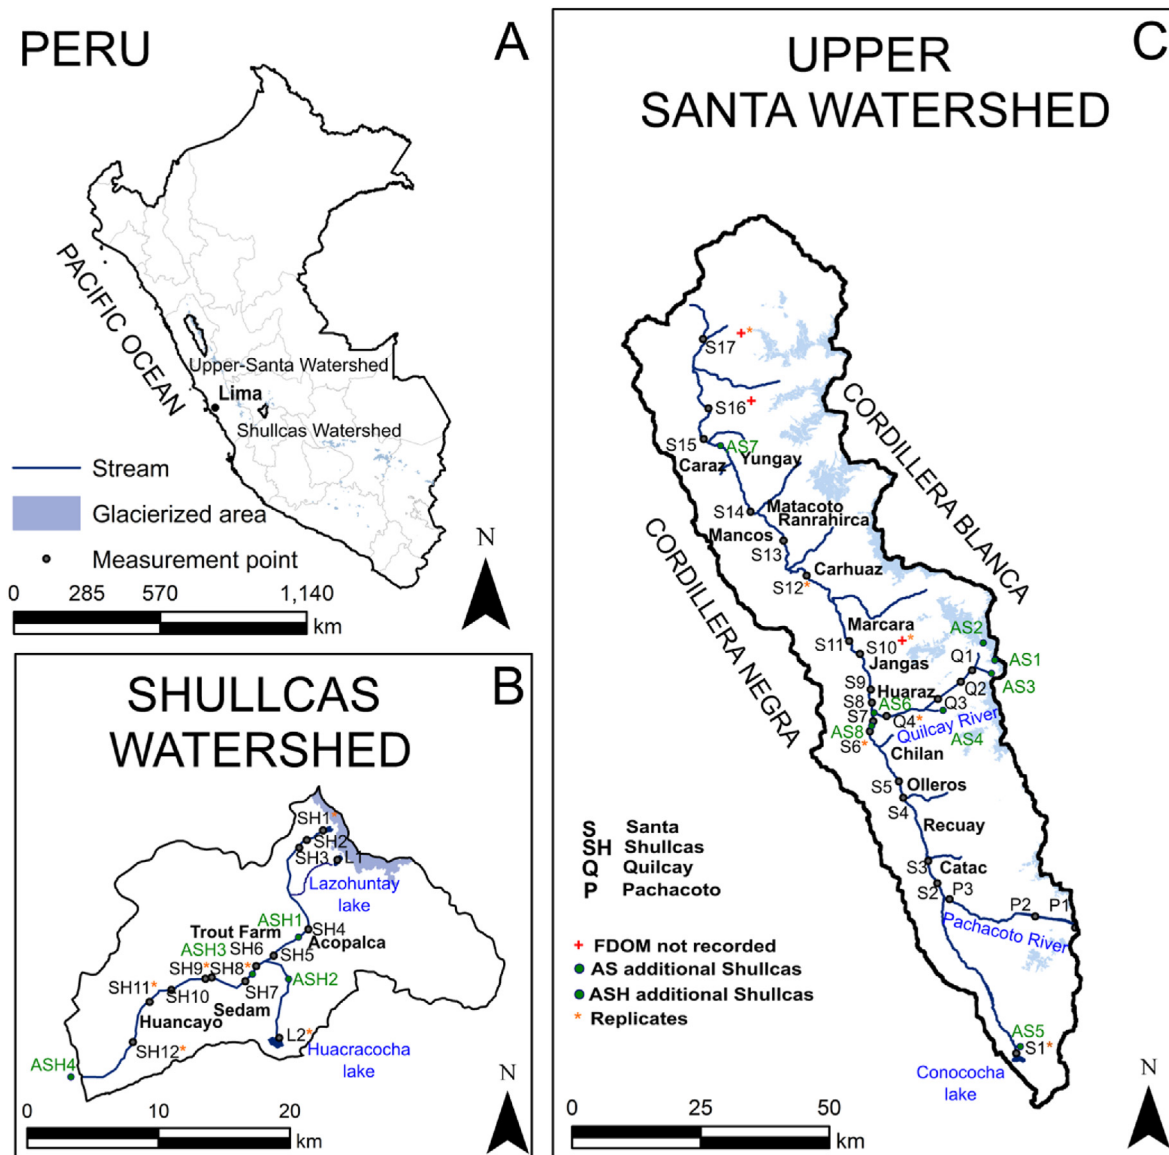 PERU
A
PACIFIC OCEAN
Upper-Santa Watershed
Lima
Shullcas Watershed
Stream
Glacierized area
Measurement point
N
0 285 570 1,140
km
SHULLCAS
WATERSHED
B
SH1*
SH2
SH3
L1
Lazohuntay
lake
ASH1
SH4
Trout Farm
Acopalca
ASH3
SH6
SH5
SH9*
SH8*
ASH2
SH11*
SH10
SH7
Sedam
Huancayo
L2*
SH12*
Huacracocha
lake
ASH4
N
0 10 20
km
UPPER
SANTA WATERSHED
C
+*
S17
S16+
S15
AS7
Yungay
Caraz
CORDILLERA BLANCA
S14
Matacoto
Ranrahirca
Mancos
S13
CORDILLERA NEGRA
Carhuaz
S12
*
Marcara
AS2
S11
S10+*
Jangas
Q1
AS1
S9
Q2
AS3
Huaraz
S8
AS6
Q3
S7
Q4*
Quilcay River
AS8
AS4
S6*
Chilan
S5
Olleros
S4
Recuay
S Santa
SH Shullcas
Q Quilcay
P Pachacoto
S3
Catac
S2
P3
P2
P1
Pachacoto River
+ FDOM not recorded
AS additional Shullcas
ASH additional Shullcas
* Replicates
AS5
S1*
Conococha
lake
N
0 25 50
km